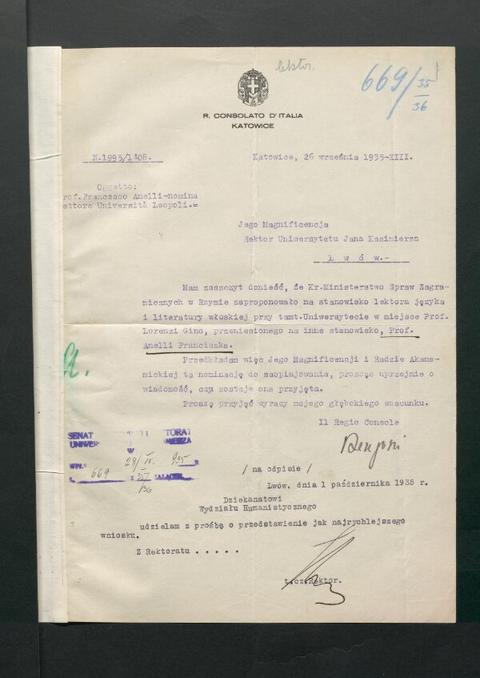 lektor.
669/35/36
R. CONSOLATO D'ITALIA
KATOWICE
N.1995/1408.
Katowice, 26 września 1935-XIII.
Oggetto:
Prof. Francesco Anelli-nomina
lettore Università Leopoli.=
Jego Magnificencja
Rektor Uniwersytetu Jana Kazimierza
L w ó w.-
Mam zaszczyt donieść, że Kr.Ministerstwo Spraw Zagra-
nicznych w Rzymie zaproponowało na stanowisko lektora języka
i literatury włoskiej przy tamt.Uniwersytecie w miejsce Prof.
Lorenzi Gino, przeniesionego na inne stanowisko, Prof.
Anelli Franciszka.
Przedkładam więc Jego Magnificencji i Radzie Akade-
mickiej tą nominację do zaopiniowania, prosząc uprzejmie o
wiadomość, czy zostaje ona przyjęta.
Proszę przyjąć wyrazy mojego głębokiego szacunku.
Il Regio Console
SENAT
UNIWER
669
/ na odpisie /
Lwów, dnia 1 października 1935 r.
Dziekanatowi
Wydziału Humanistycznego
udzielam z prośbą o przedstawienie jak najrychlejszego
wniosku.
Z Rektoratu . . . . .
t.cz.Rektor.